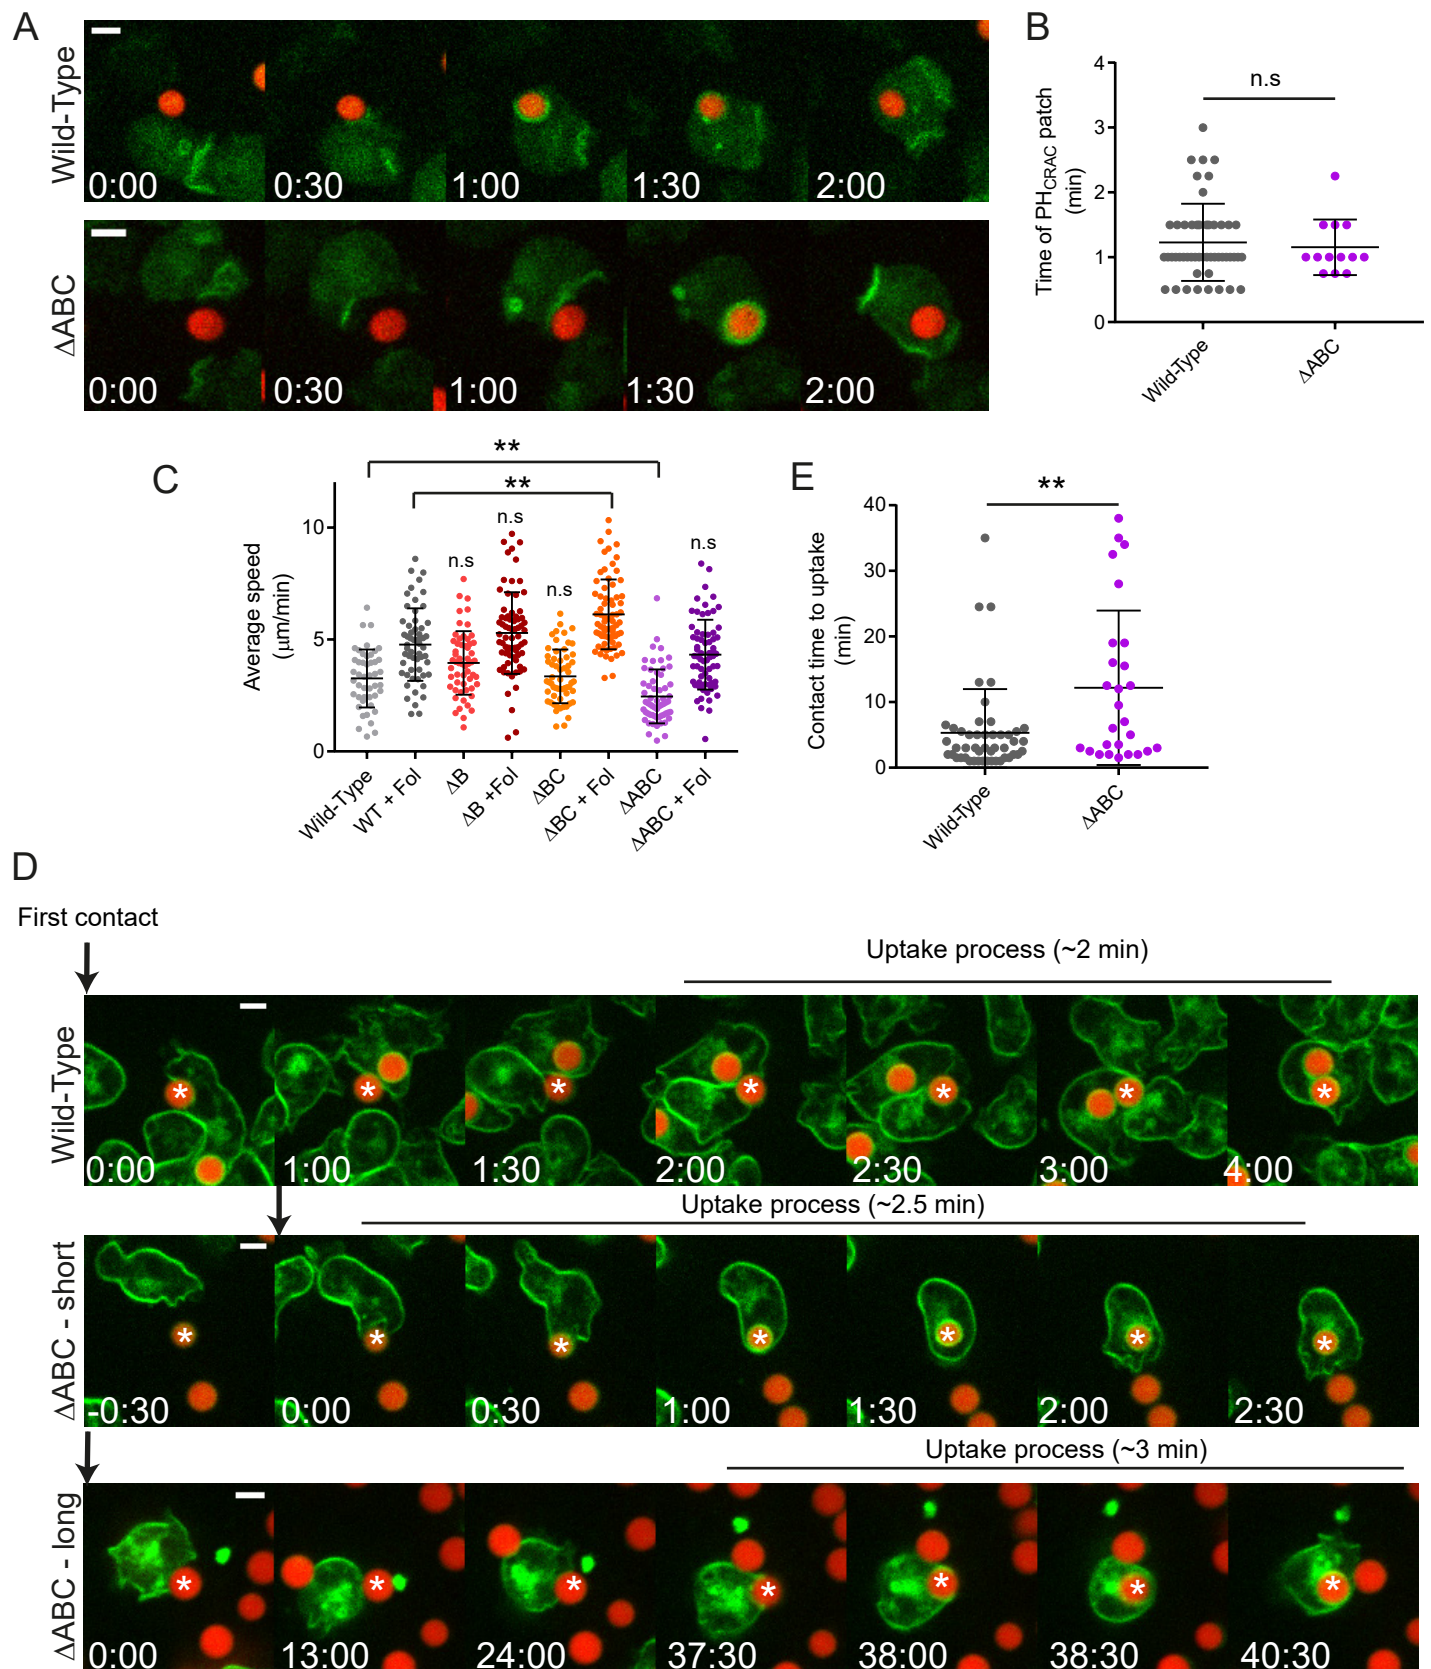 A
Wild-Type
0:00 0:30 1:00 1:30 2:00
ΔABC
0:00 0:30 1:00 1:30 2:00
B
Time of PHCRAC patch
(min)
4
3
2
1
0
n.s
Wild-Type
ΔABC
C
Average speed
(μm/min)
10
5
0
**
**
n.s
n.s
n.s
n.s
Wild-Type
WT + Fol
ΔB
ΔB +Fol
ΔBC
ΔBC + Fol
ΔABC
ΔABC + Fol
E
Contact time to uptake
(min)
40
30
20
10
0
**
Wild-Type
ΔABC
D
First contact
Uptake process (~2 min)
Wild-Type
* * * * * * *
0:00 1:00 1:30 2:00 2:30 3:00 4:00
Uptake process (~2.5 min)
ΔABC - short
* * * * * * *
-0:30 0:00 0:30 1:00 1:30 2:00 2:30
Uptake process (~3 min)
ΔABC - long
* * * * * * *
0:00 13:00 24:00 37:30 38:00 38:30 40:30